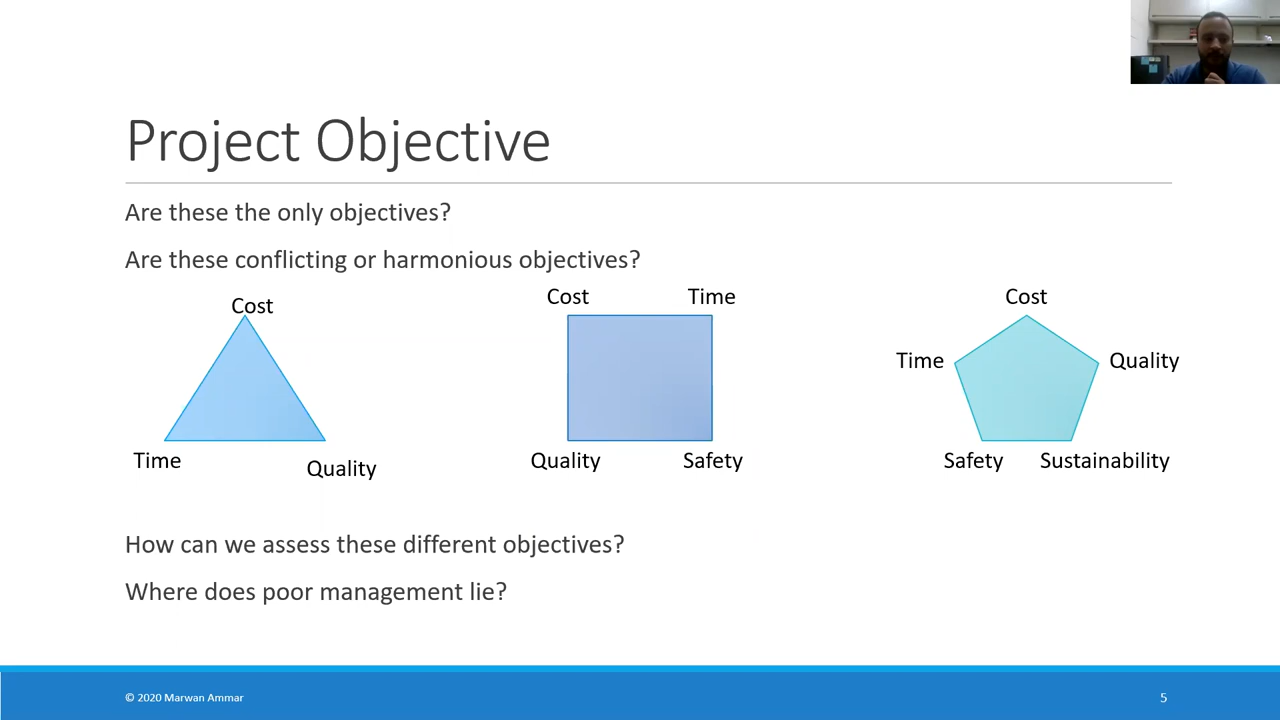 Project Objective
Are these the only objectives?
Are these conflicting or harmonious objectives?
Cost
Time
Quality
Cost
Time
Quality
Safety
Cost
Time
Quality
Safety
Sustainability
How can we assess these different objectives?
Where does poor management lie?
© 2020 Marwan Ammar
5